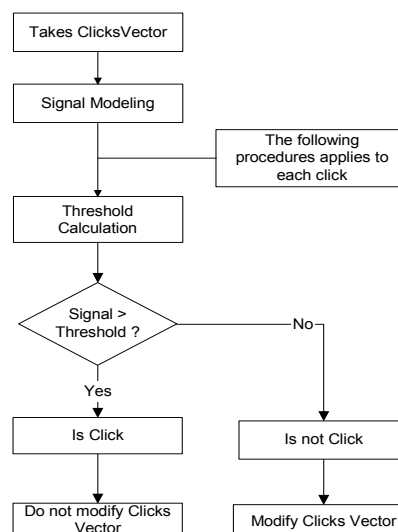 Takes ClicksVector
Signal Modeling
The following
procedures applies to
each click
Threshold
Calculation
Signal >
Threshold ?
No
Yes
Is Click
Is not Click
Do not modify Clicks
Vector
Modify Clicks Vector